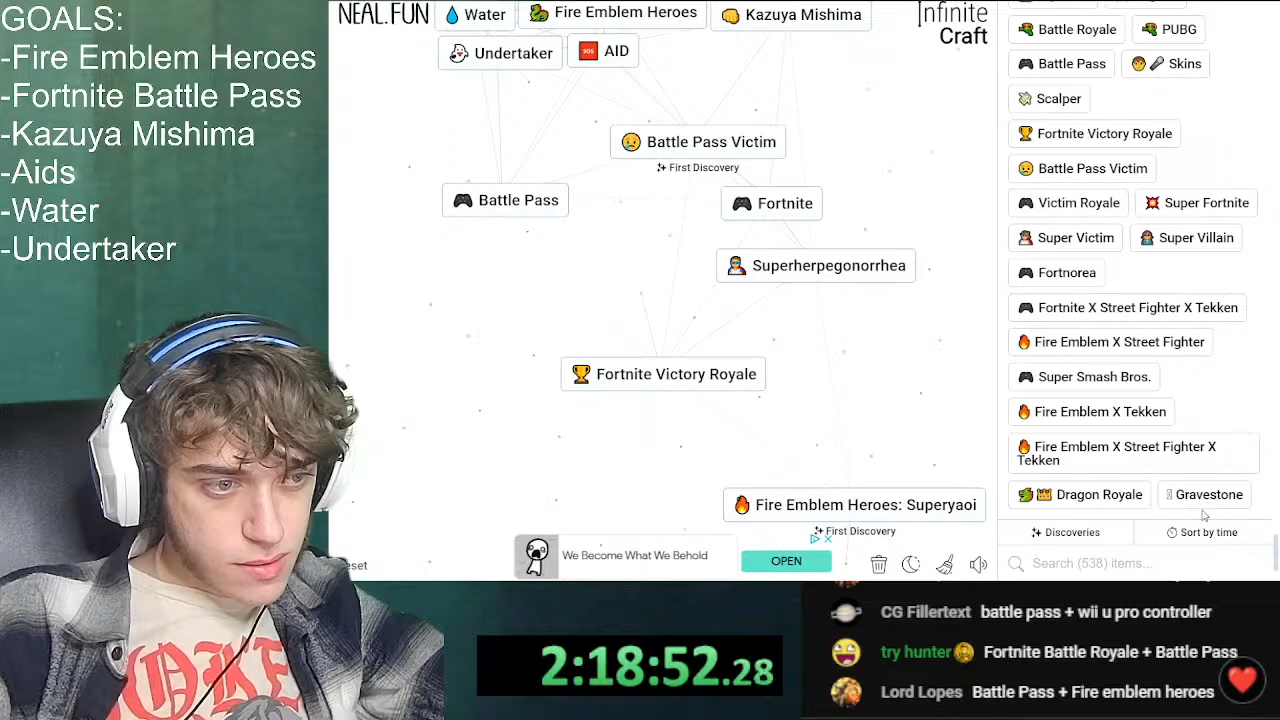 GOALS:
-Fire Emblem Heroes
-Fortnite Battle Pass
-Kazuya Mishima
-Aids
-Water
-Undertaker
NEAL.FUN
Water
Fire Emblem Heroes
Kazuya Mishima
Infinite
Craft
Undertaker
SOS AID
Battle Pass Victim
First Discovery
Battle Pass
Fortnite
Superherpegonorrhea
Fortnite Victory Royale
Fire Emblem Heroes: Superyaoi
First Discovery
We Become What We Behold
OPEN
eset
Battle Royale
PUBG
Battle Pass
Skins
Scalper
Fortnite Victory Royale
Battle Pass Victim
Victim Royale
Super Fortnite
Super Victim
Super Villain
Fortnorea
Fortnite X Street Fighter X Tekken
Fire Emblem X Street Fighter
Super Smash Bros.
Fire Emblem X Tekken
Fire Emblem X Street Fighter X
Tekken
Dragon Royale
Gravestone
Discoveries
Sort by time
Search (538) items...
2:18:52.28
CG Fillertext battle pass + wii u pro controller
try hunter Fortnite Battle Royale + Battle Pass
Lord Lopes Battle Pass + Fire emblem heroes